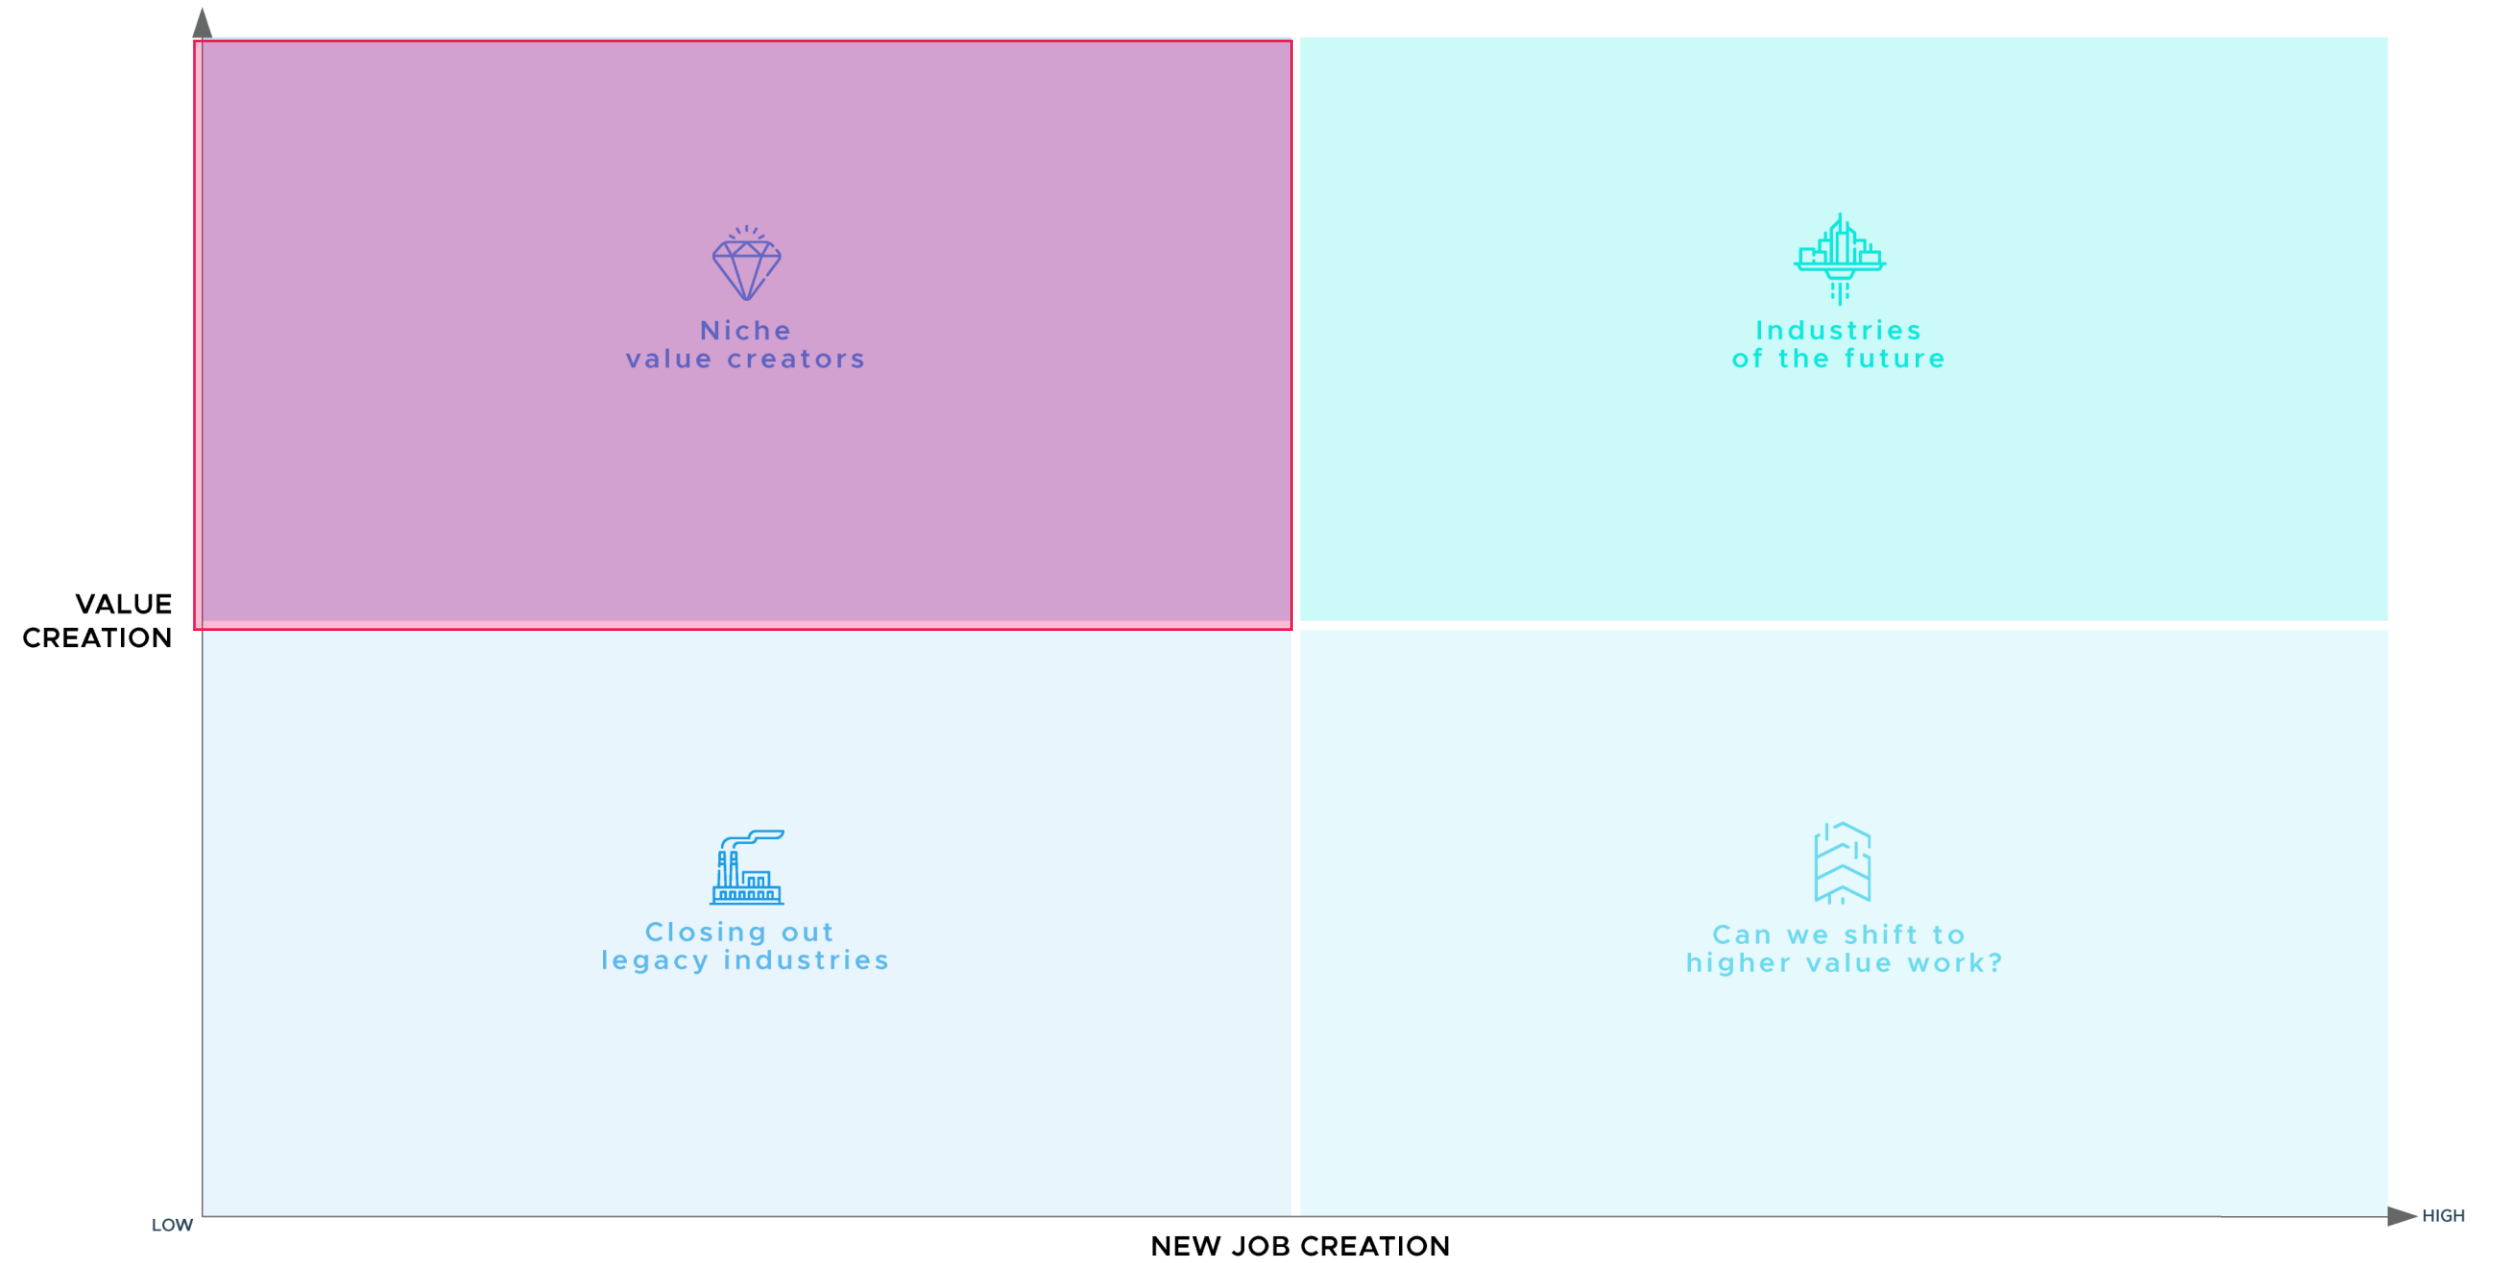 Niche
value creators
Industries
of the future
VALUE
CREATION
Closing out
legacy industries
Can we shift to
higher value work?
LOW
HIGH
NEW JOB CREATION